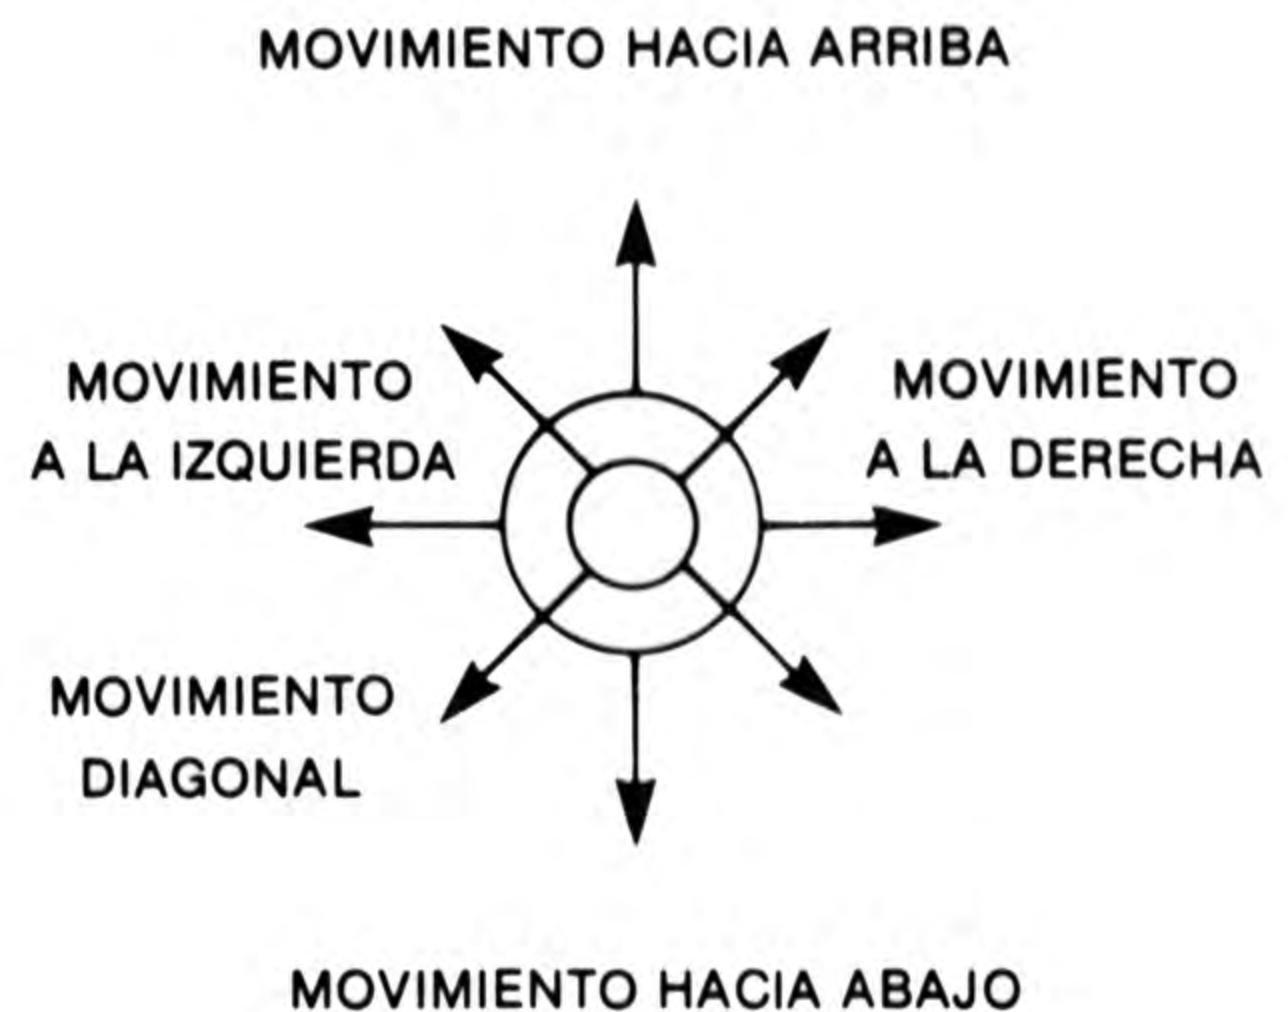 MOVIMIENTO HACIA ARRIBA
MOVIMIENTO
A LA IZQUIERDA
MOVIMIENTO
A LA DERECHA
MOVIMIENTO
DIAGONAL
MOVIMIENTO HACIA ABAJO